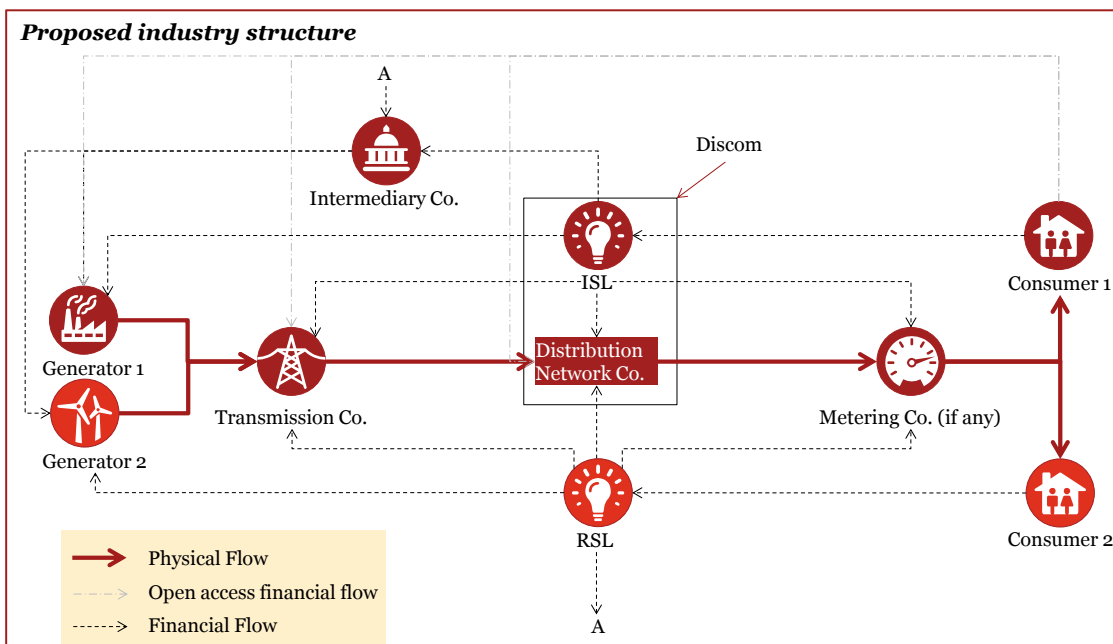 Proposed industry structure
A
Discom
Intermediary Co.
ISL
Consumer 1
Generator 1
Distribution
Network Co.
Transmission Co.
Metering Co. (if any)
Generator 2
RSL
Consumer 2
Physical Flow
Open access financial flow
Financial Flow
A